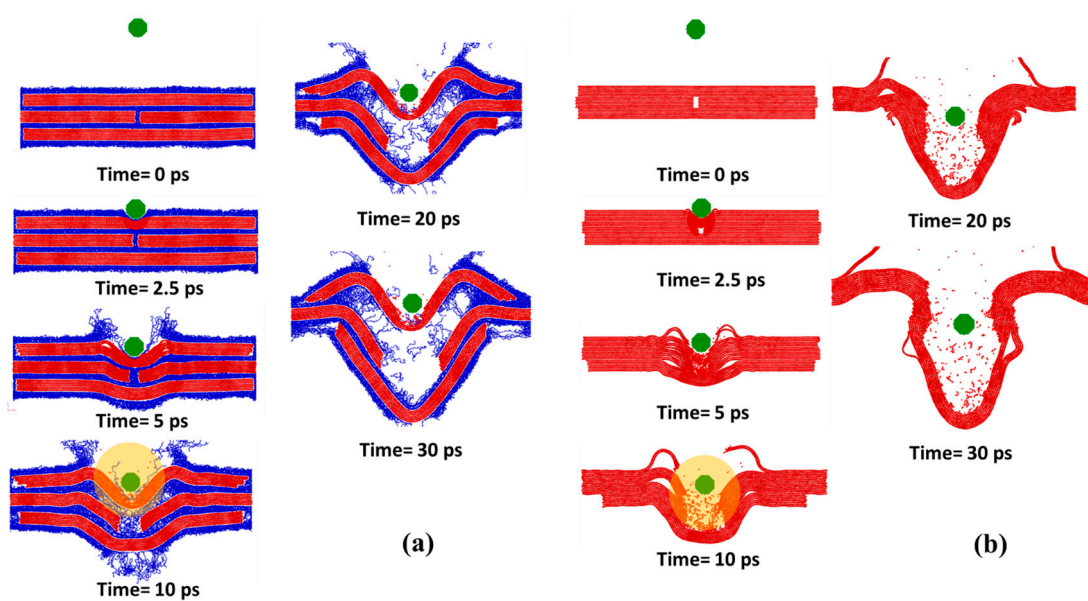 Time= 0 ps
Time= 2.5 ps
Time= 5 ps
Time= 10 ps
Time= 20 ps
Time= 30 ps
(a)
Time= 0 ps
Time= 2.5 ps
Time= 5 ps
Time= 10 ps
Time= 20 ps
Time= 30 ps
(b)